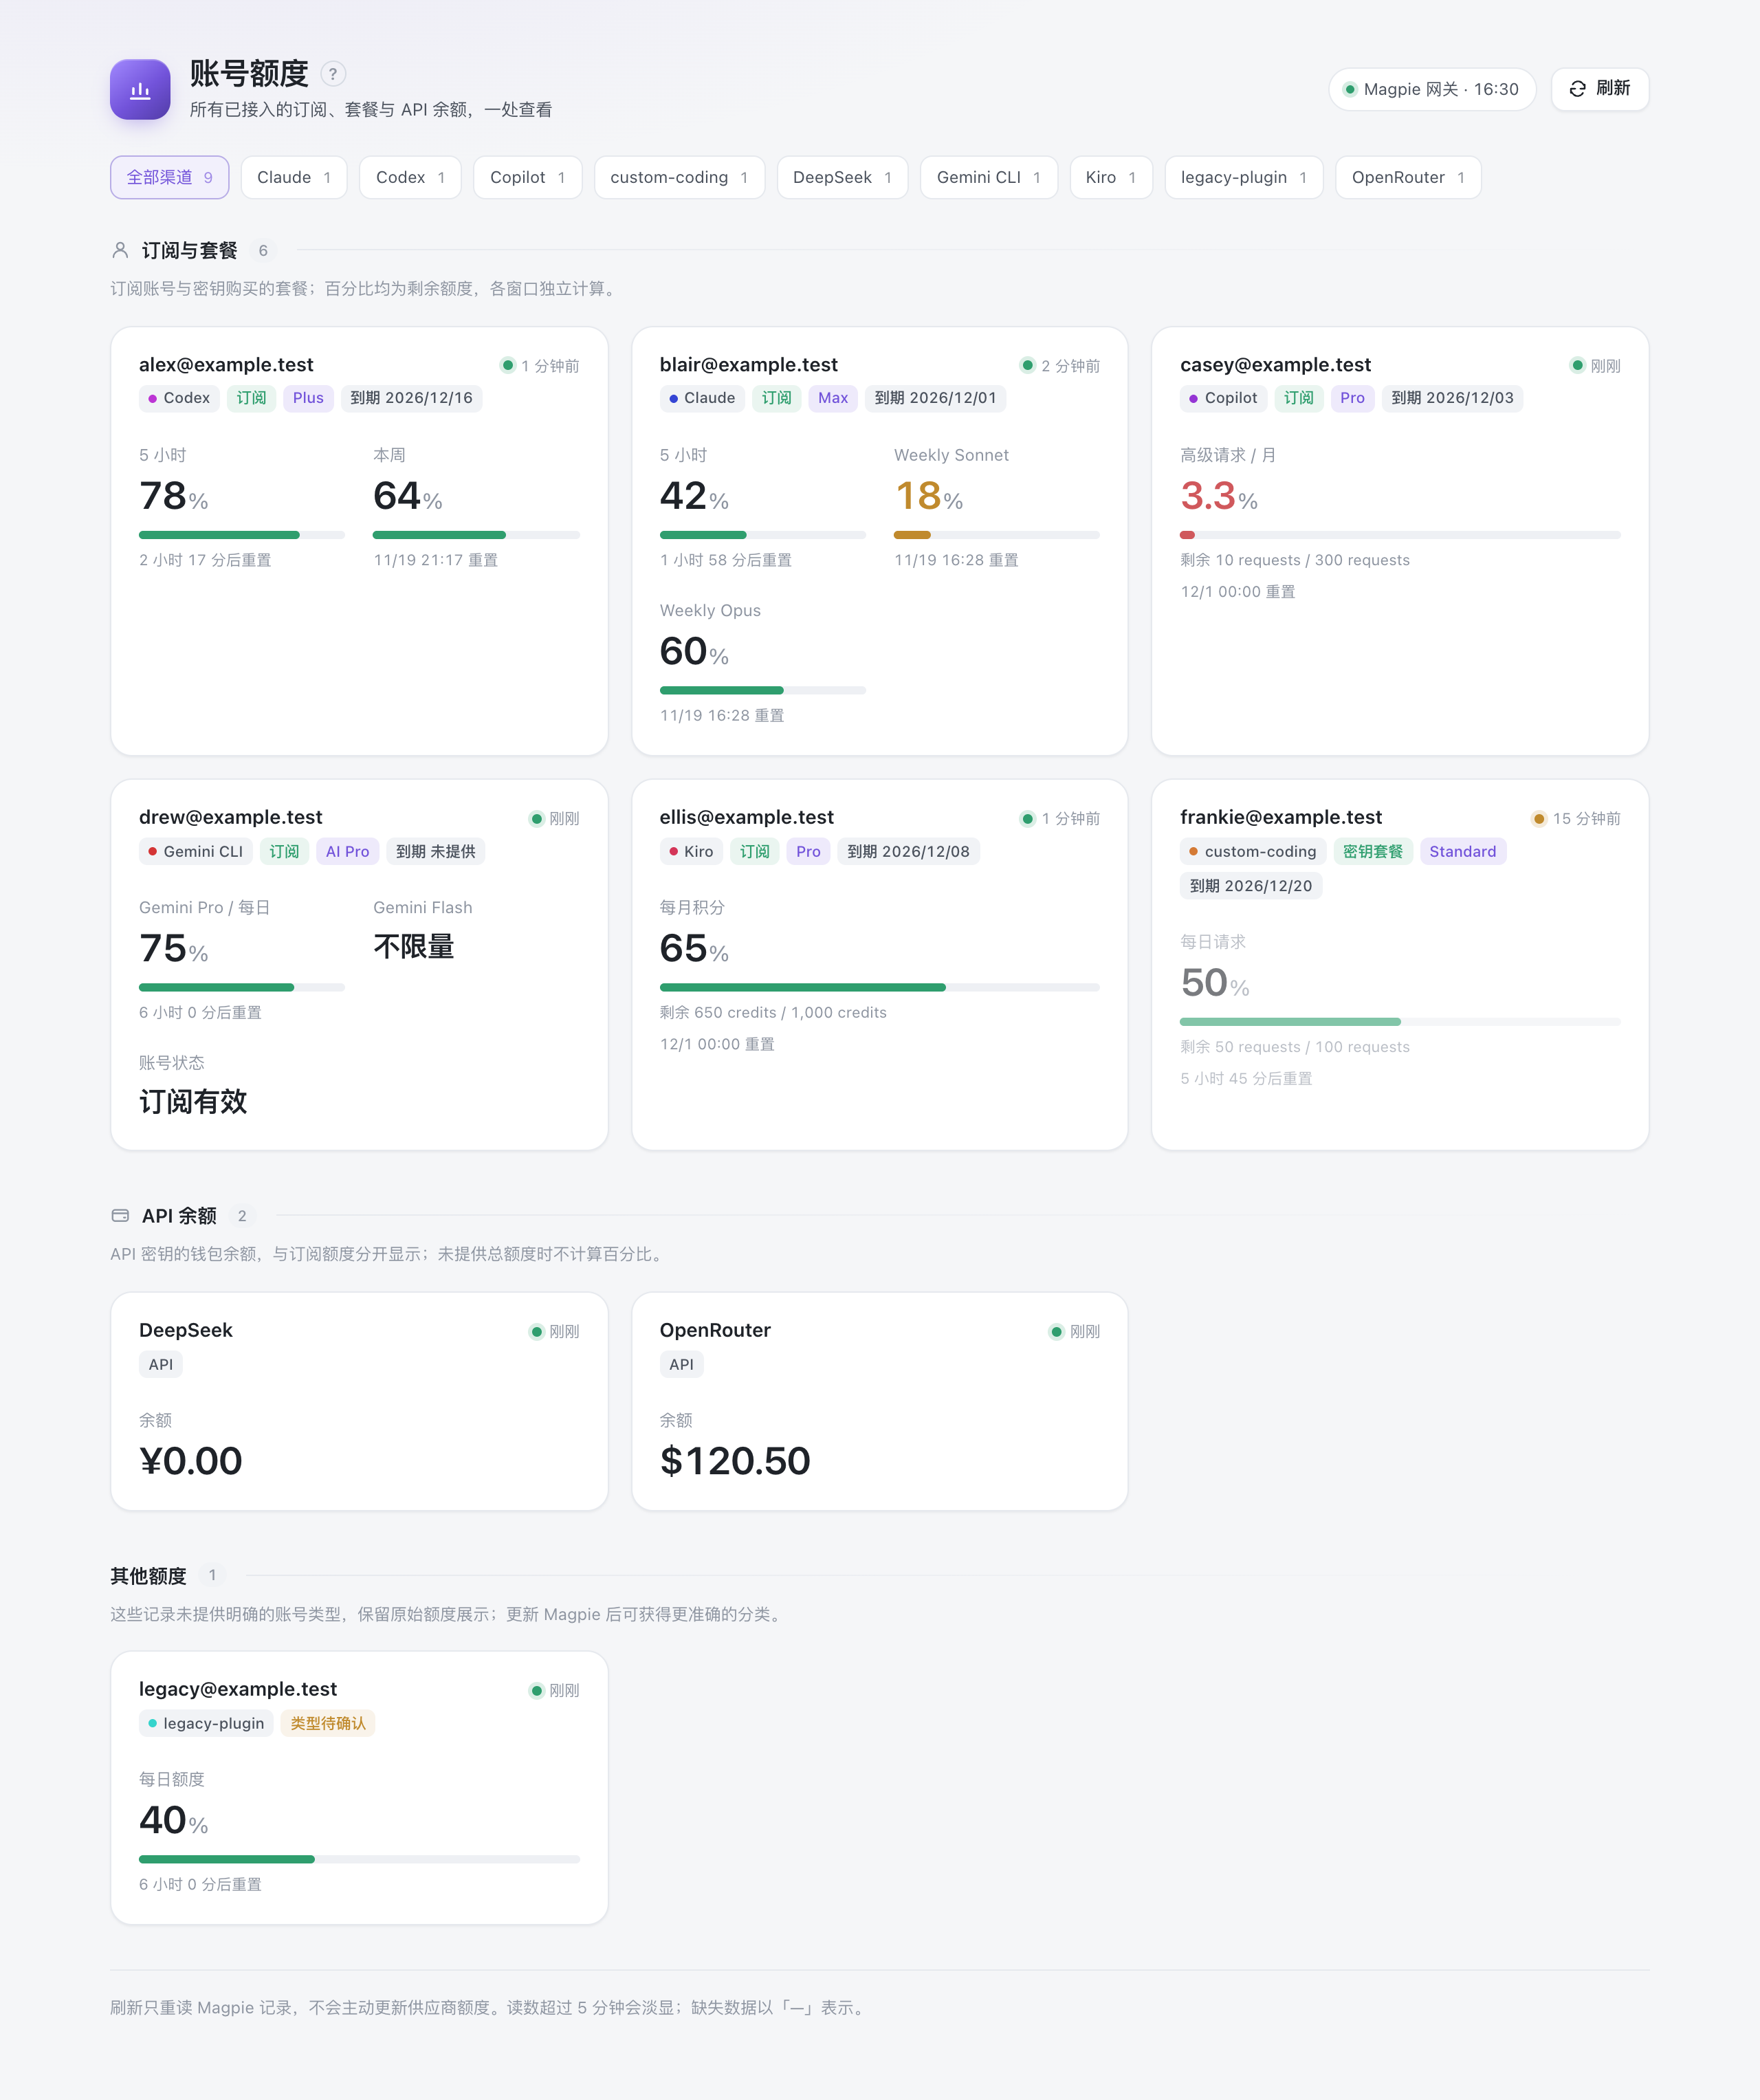 账号额度 ?
所有已接入的订阅、套餐与 API 余额，一处查看
Magpie 网关 · 16:30
刷新
全部渠道 9
Claude 1
Codex 1
Copilot 1
custom-coding 1
DeepSeek 1
Gemini CLI 1
Kiro 1
legacy-plugin 1
OpenRouter 1
订阅与套餐 6
订阅账号与密钥购买的套餐；百分比均为剩余额度，各窗口独立计算。
alex@example.test
1 分钟前
Codex 订阅 Plus 到期 2026/12/16
5 小时
78%
2 小时 17 分后重置
本周
64%
11/19 21:17 重置
blair@example.test
2 分钟前
Claude 订阅 Max 到期 2026/12/01
5 小时
42%
1 小时 58 分后重置
Weekly Sonnet
18%
11/19 16:28 重置
Weekly Opus
60%
11/19 16:28 重置
casey@example.test
刚刚
Copilot 订阅 Pro 到期 2026/12/03
高级请求 / 月
3.3%
剩余 10 requests / 300 requests
12/1 00:00 重置
drew@example.test
刚刚
Gemini CLI 订阅 AI Pro 到期 未提供
Gemini Pro / 每日
75%
6 小时 0 分后重置
Gemini Flash
不限量
账号状态
订阅有效
ellis@example.test
1 分钟前
Kiro 订阅 Pro 到期 2026/12/08
每月积分
65%
剩余 650 credits / 1,000 credits
12/1 00:00 重置
frankie@example.test
15 分钟前
custom-coding 密钥套餐 Standard
到期 2026/12/20
每日请求
50%
剩余 50 requests / 100 requests
5 小时 45 分后重置
API 余额 2
API 密钥的钱包余额，与订阅额度分开显示；未提供总额度时不计算百分比。
DeepSeek
刚刚
API
余额
¥0.00
OpenRouter
刚刚
API
余额
$120.50
其他额度 1
这些记录未提供明确的账号类型，保留原始额度展示；更新 Magpie 后可获得更准确的分类。
legacy@example.test
刚刚
legacy-plugin 类型待确认
每日额度
40%
6 小时 0 分后重置
刷新只重读 Magpie 记录，不会主动更新供应商额度。读数超过 5 分钟会淡显；缺失数据以「—」表示。